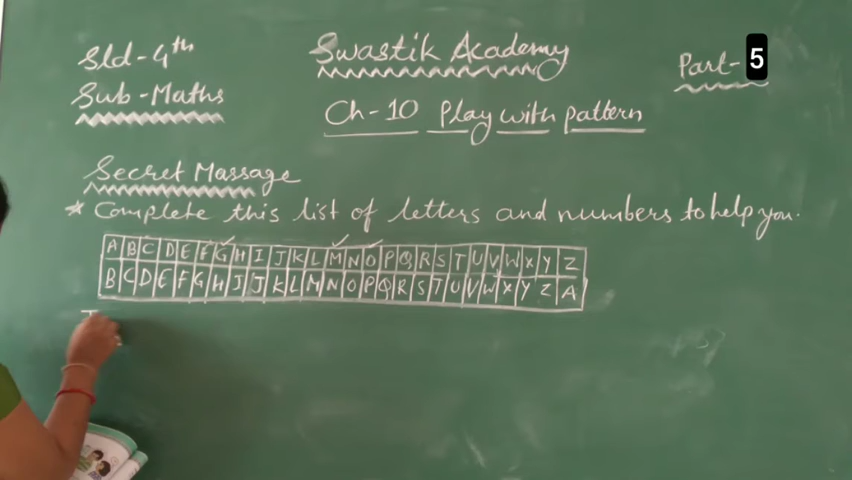 Std-4th
Swastik Academy
Part-5
Sub-Maths
Ch-10 Play with pattern
Secret Massage
* Complete this list of letters and numbers to help you.
A B C D E F G H I J K L M N O P Q R S T U V W X Y Z
B C D E F G H I J K L M N O P Q R S T U V W X Y Z A